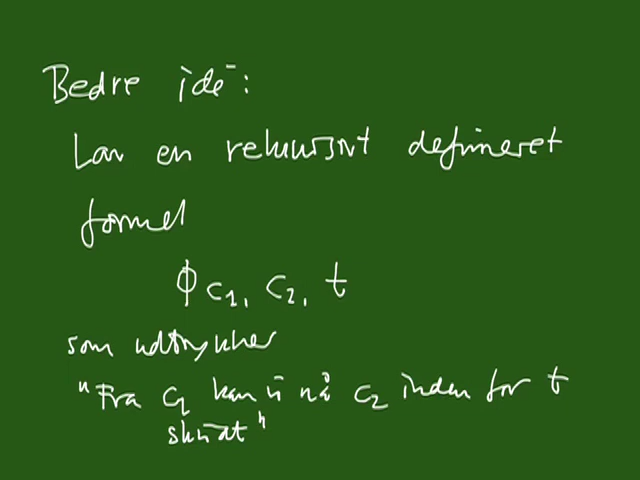 Bedre idé:
Lav en rekursivt defineret
formel
ϕ c₁, c₂, t
som udtrykker
"Fra c₁ kan vi nå c₂ inden for t
skridt"